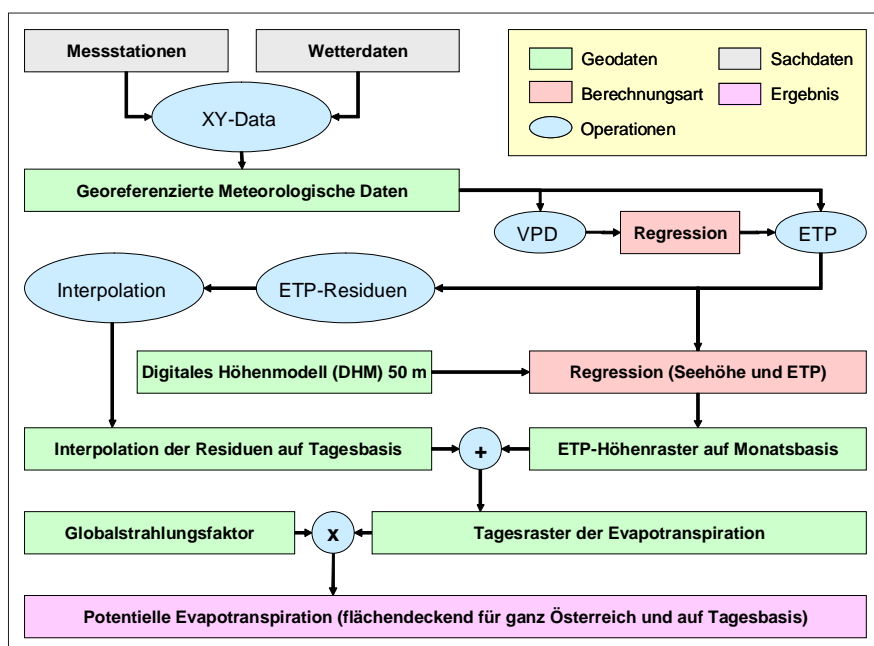 Messstationen
Wetterdaten
Geodaten
Sachdaten
Berechnungsart
Ergebnis
Operationen
XY-Data
Georeferenzierte Meteorologische Daten
VPD
Regression
ETP
Interpolation
ETP-Residuen
Digitales Höhenmodell (DHM) 50 m
Regression (Seehöhe und ETP)
Interpolation der Residuen auf Tagesbasis
+
ETP-Höhenraster auf Monatsbasis
Globalstrahlungsfaktor
x
Tagesraster der Evapotranspiration
Potentielle Evapotranspiration (flächendeckend für ganz Österreich und auf Tagesbasis)